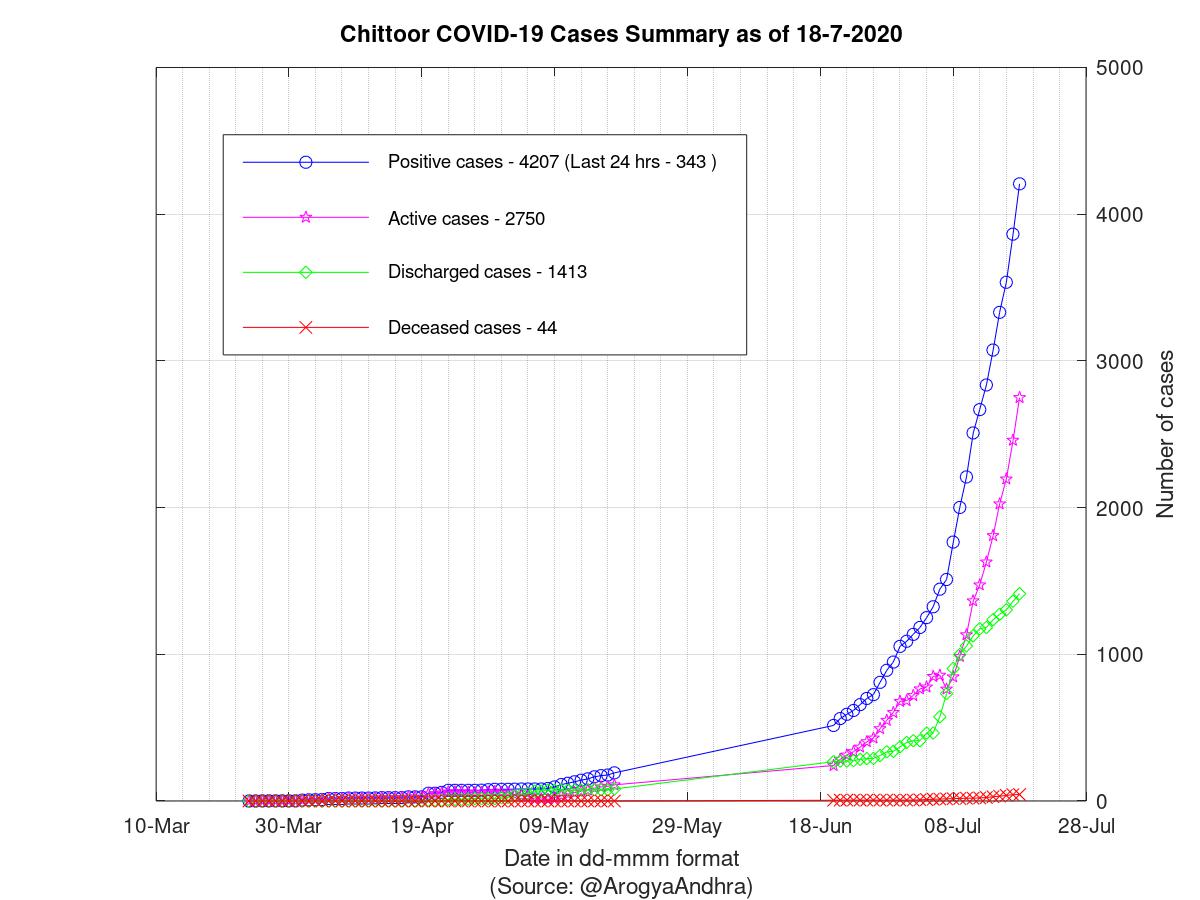 Chittoor COVID-19 Cases Summary as of 18-7-2020
Positive cases - 4207 (Last 24 hrs - 343 )
Active cases - 2750
Discharged cases - 1413
Deceased cases - 44
5000
4000
3000
2000
1000
0
Number of cases
10-Mar 30-Mar 19-Apr 09-May 29-May 18-Jun 08-Jul 28-Jul
Date in dd-mmm format
(Source: @ArogyaAndhra)